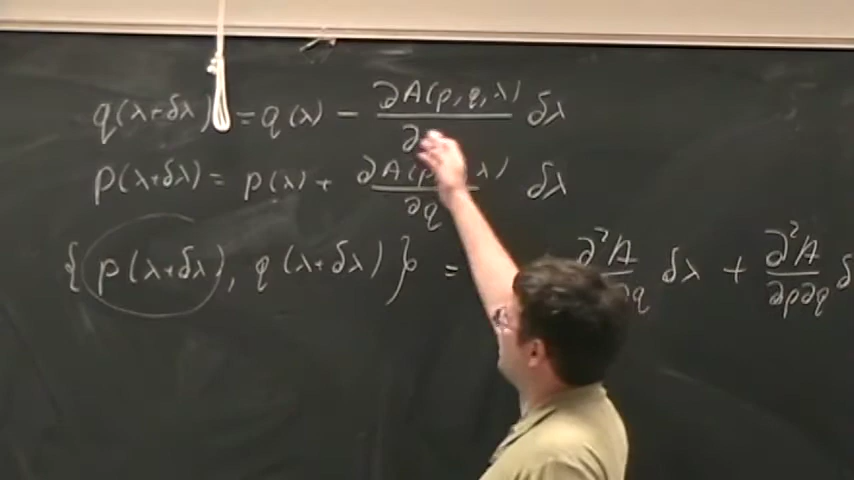 q(λ+δλ) = q(λ) - ∂A(p,q,λ)/∂ δλ
p(λ+δλ) = p(λ) + ∂A(p λ)/∂q δλ
{p(λ+δλ), q(λ+δλ)} = ∂²A/ q δλ + ∂²A/∂p∂q δ